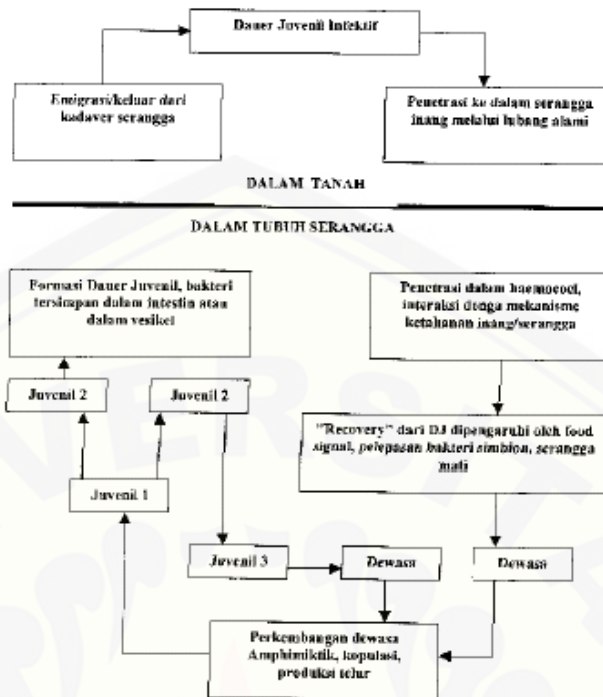 Dauer Juvenil Infektif
Emigrasi/keluar dari
kadaver serangga
Penetrasi ke dalam serangga
inang melalui lubang alami
DALAM TANAH
DALAM TUBUH SERANGGA
Formasi Dauer Juvenil, bakteri
tersimpan dalam intestin atau
dalam vesikel
Penetrasi dalam haemocoel,
interaksi denga mekanisme
ketahanan inang/serangga
Juvenil 2
Juvenil 2
"Recovery" dari DJ dipengaruhi oleh food
signal, pelepasan bakteri simbion, serangga
mati
Juvenil 1
Juvenil 3
Dewasa
Dewasa
Perkembangan dewasa
Amphimiktik, kopulasi,
produksi telur